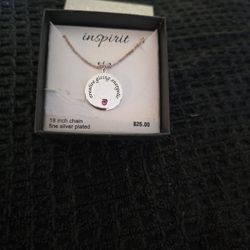 inspirit
creative giving energetic
18 inch chain
fine silver plated
$25.00